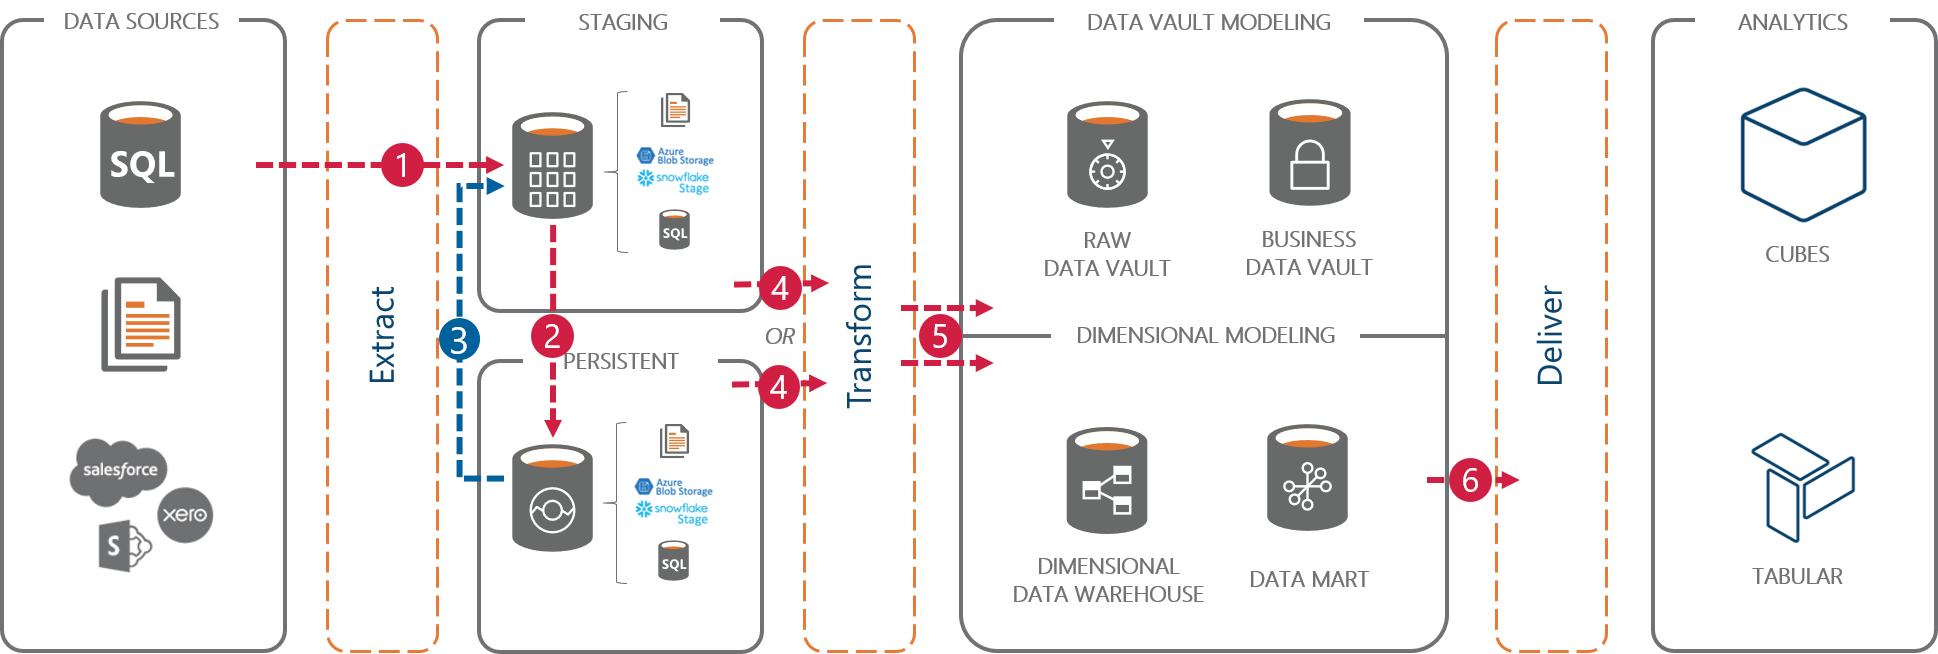 DATA SOURCES
SQL
salesforce
xero
S
Extract
1
3
STAGING
Azure
Blob Storage
snowflake
Stage
SQL
2
PERSISTENT
Azure
Blob Storage
snowflake
Stage
SQL
4
OR
4
Transform
5
DATA VAULT MODELING
RAW
DATA VAULT
BUSINESS
DATA VAULT
DIMENSIONAL MODELING
DIMENSIONAL
DATA WAREHOUSE
DATA MART
6
Deliver
ANALYTICS
CUBES
TABULAR